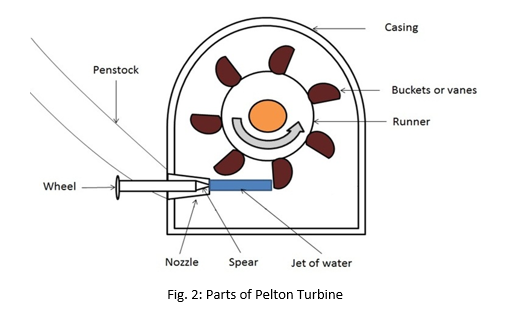 Casing
Penstock
Buckets or vanes
Runner
Wheel
Nozzle
Spear
Jet of water
Fig. 2: Parts of Pelton Turbine